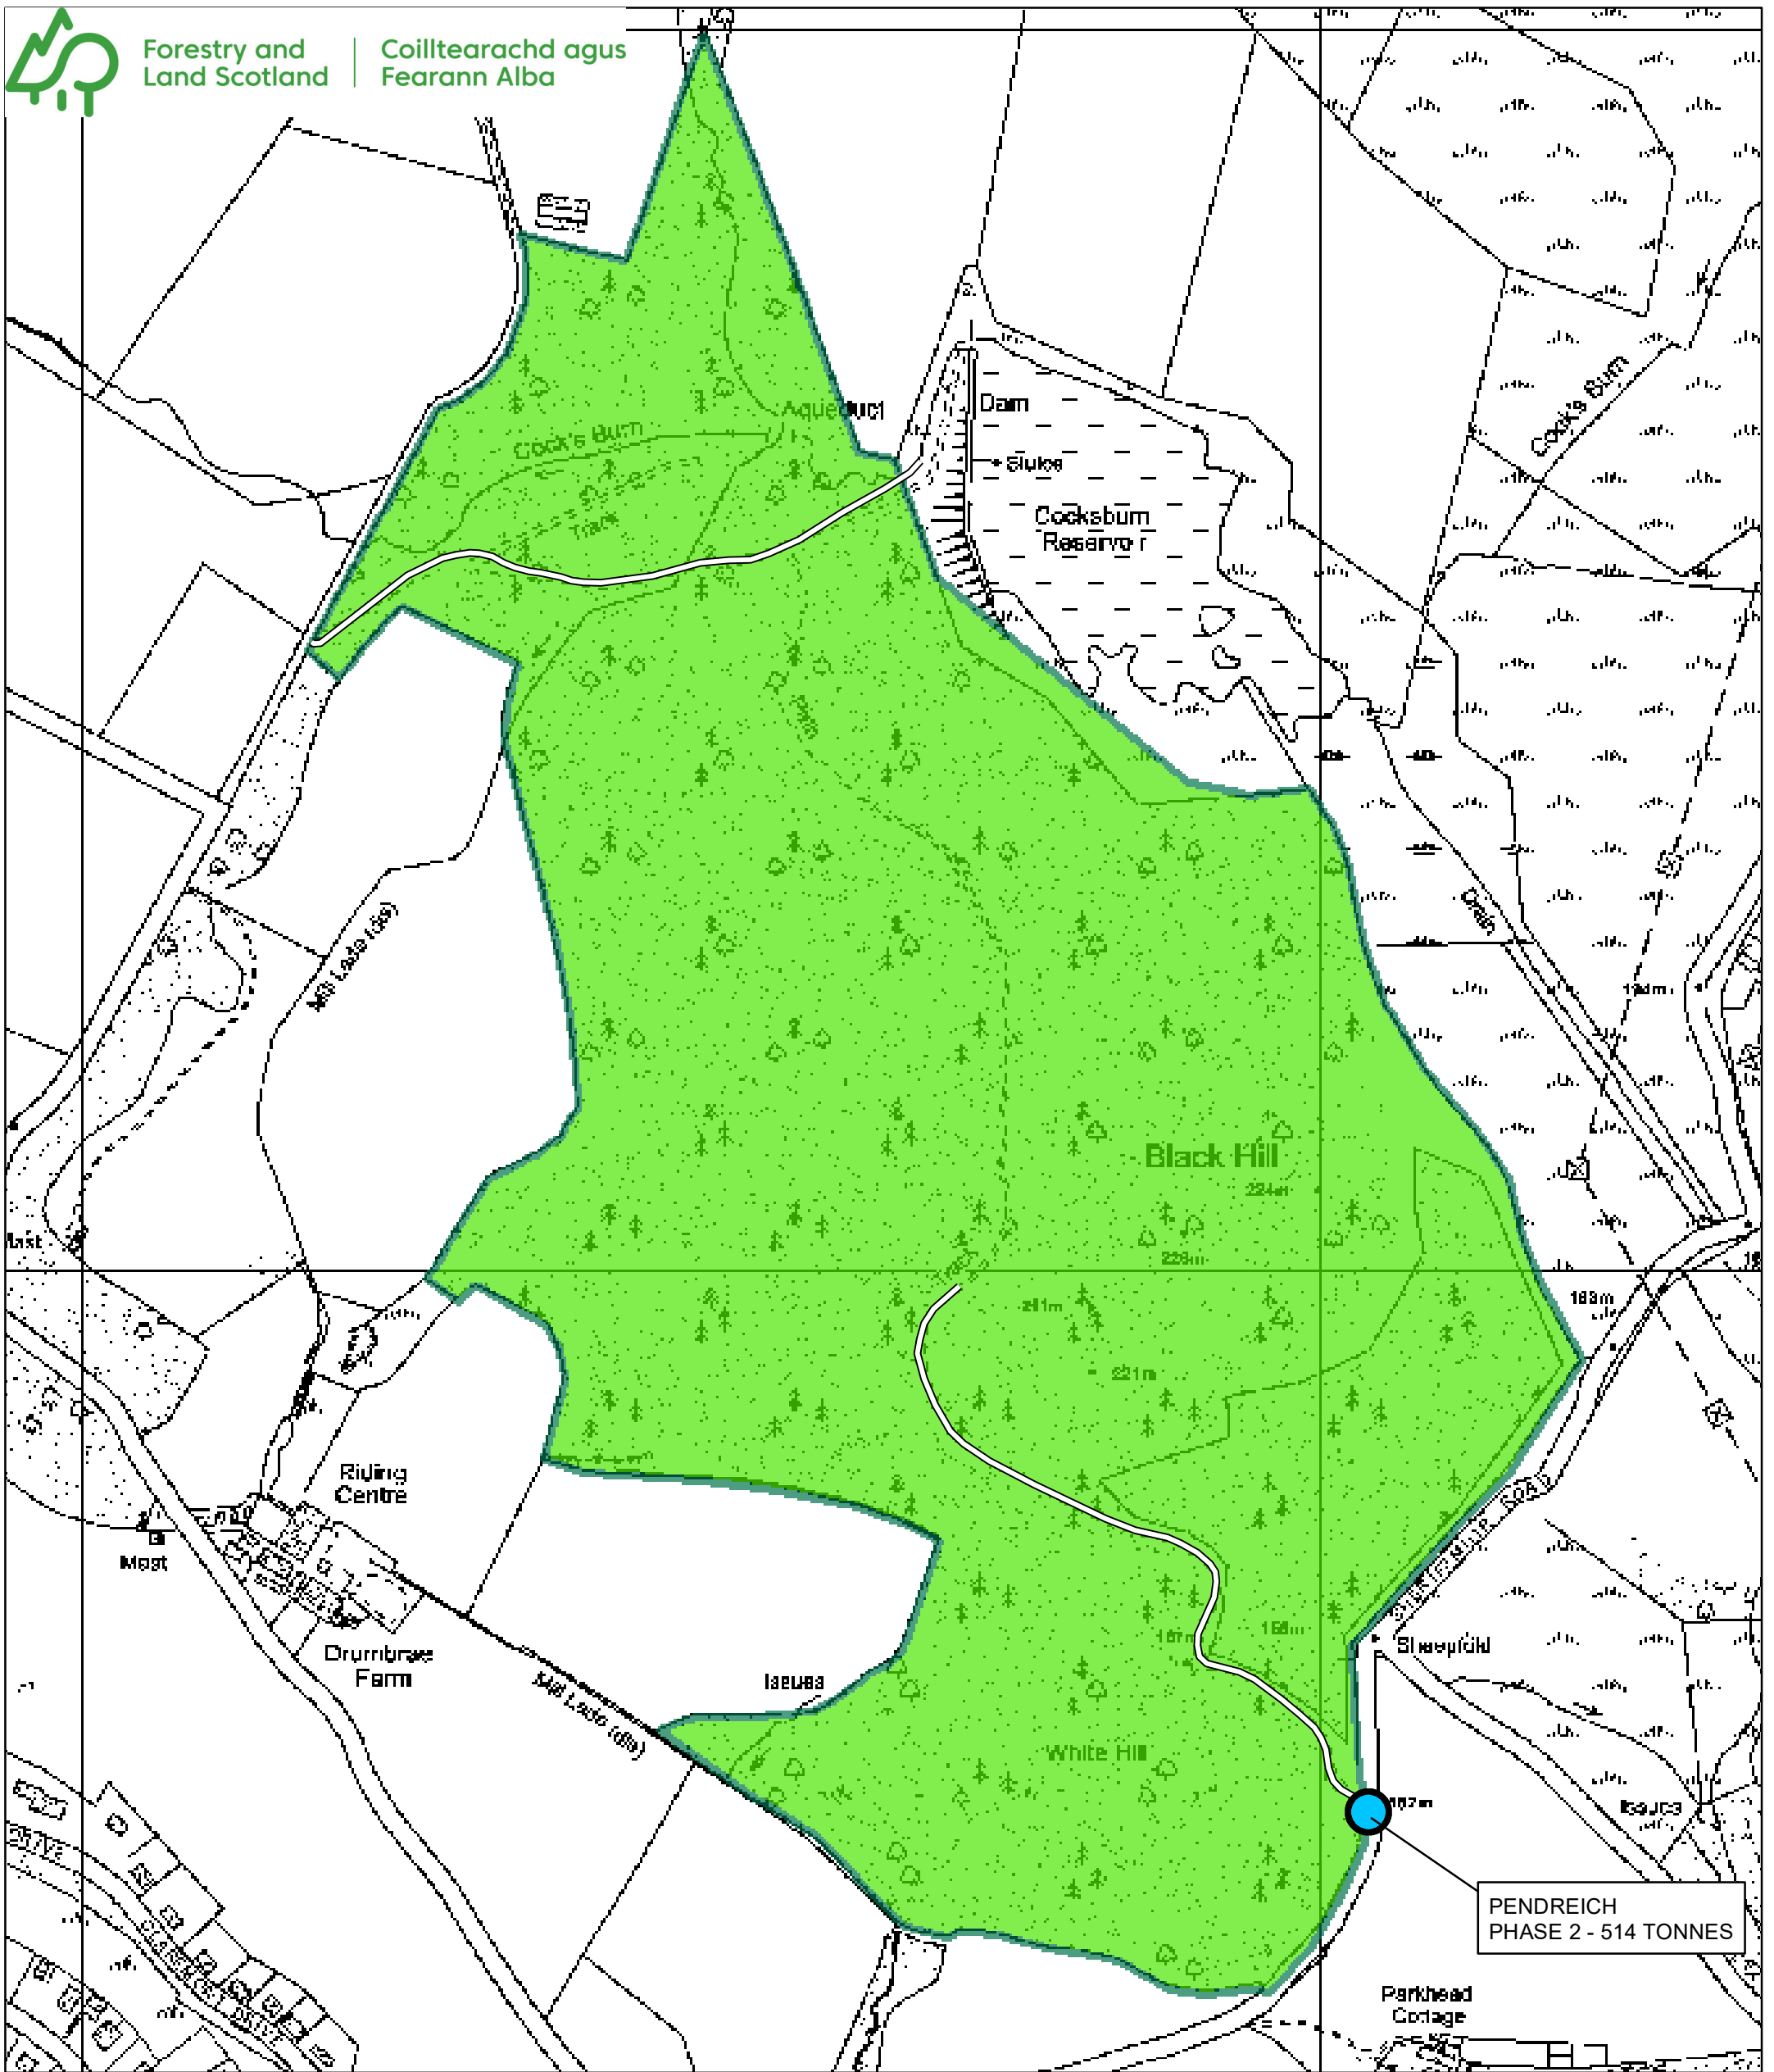 Forestry and
Land Scotland
Coilltearachd agus
Fearann Alba
Aqueduct
Dam
Cock's Burn
Cock's Burn
Sluice
Track
Cocksburn
Reservoir
Drain
Mill Lade (dis)
Black Hill
224m
183m
211m
221m
Riding
Centre
Mast
Drumbrae
Farm
Sheepfold
Mill Lade (dis)
Issues
White Hill
Issues
DRIVE
PENDREICH
PHASE 2 - 514 TONNES
Parkhead
Cottage